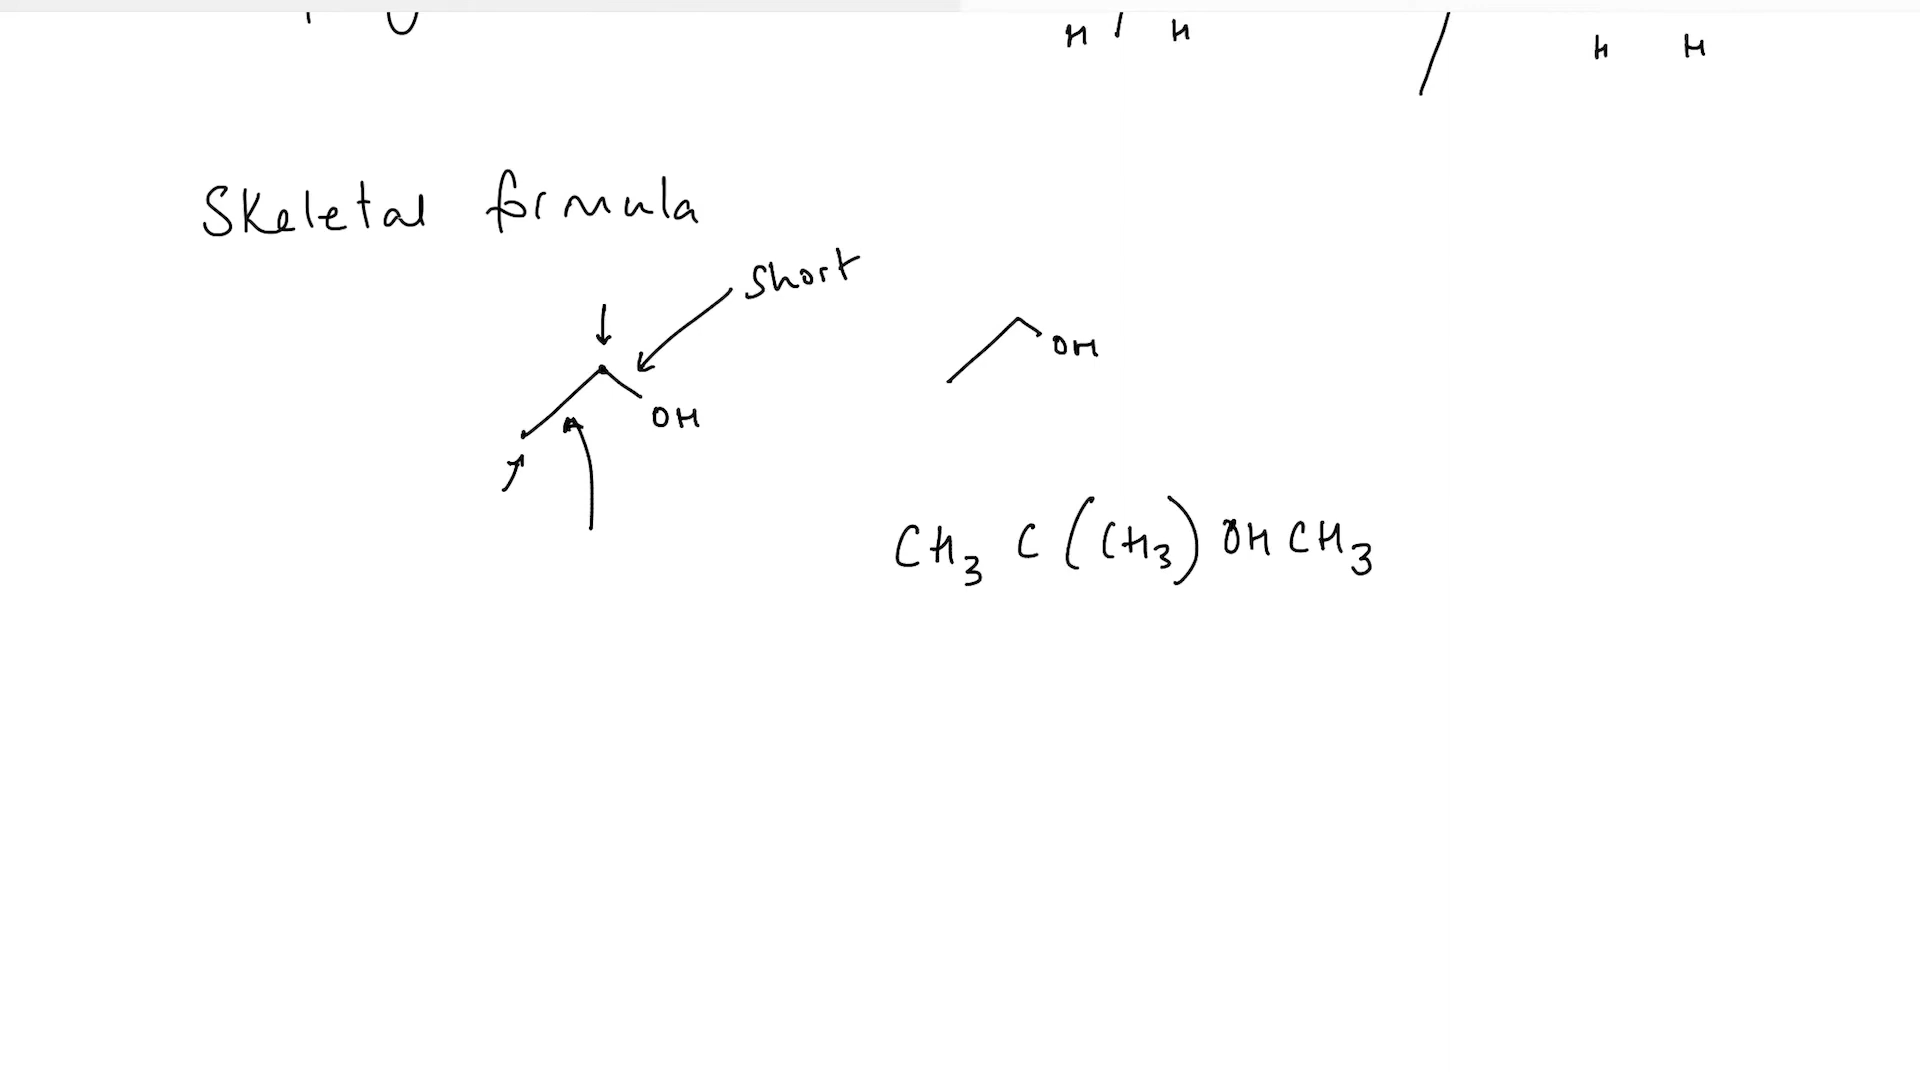 H H H H
Skeletal formula
Short
OH
OH
CH3 C (CH3) OH CH3